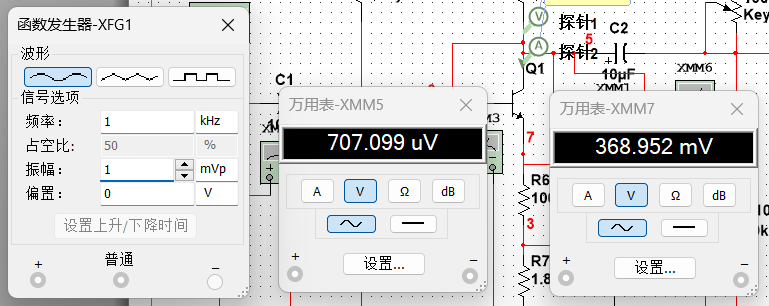 函数发生器-XFG1
波形
信号选项
频率：
1
kHz
占空比：
50
%
振幅：
1
mVp
偏置：
0
V
设置上升/下降时间
+
普通
−
C1
万用表-XMM5
707.099 uV
A
V
Ω
dB
设置...
+
−
V
探针1
A
探针2
5
C2
+
10µF
Q1
7
R6
3
R7
1.8
XMM6
Key
万用表-XMM7
368.952 mV
A
V
Ω
dB
设置...
+
−